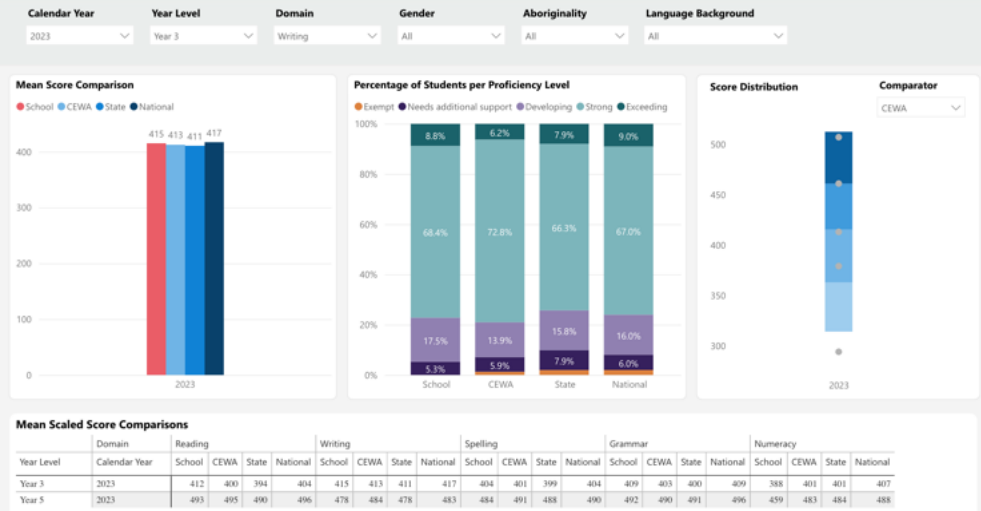 Calendar Year Year Level Domain Gender Aboriginality Language Background
2023 Year 3 Writing All All All
Mean Score Comparison
School CEWA State National
415 413 411 417
400
300
200
100
0
2023
Percentage of Students per Proficiency Level
Exempt Needs additional support Developing Strong Exceeding
100%
8.8% 6.2% 7.9% 9.0%
80%
60%
68.4% 72.8% 66.3% 67.0%
40%
20%
17.5% 13.9% 15.8% 16.0%
5.3% 5.9% 7.9% 6.0%
0%
School CEWA State National
Score Distribution Comparator
CEWA
500
450
400
350
300
2023
Mean Scaled Score Comparisons
Domain Reading Writing Spelling Grammar Numeracy
Year Level Calendar Year School CEWA State National School CEWA State National School CEWA State National School CEWA State National School CEWA State National
Year 3 2023 412 400 394 404 415 413 411 417 404 401 399 404 409 403 400 409 388 401 401 407
Year 5 2023 493 495 490 496 478 484 478 483 484 491 488 490 492 490 491 496 459 483 484 488